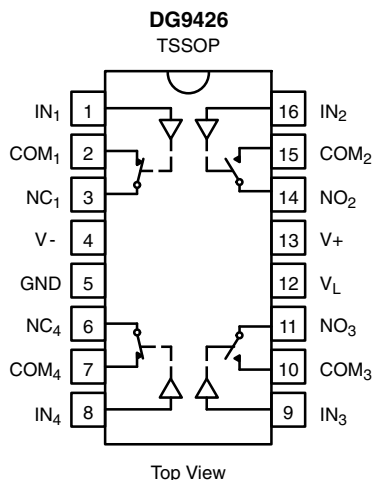 DG9426
TSSOP
IN1 1 16 IN2
COM1 2 15 COM2
NC1 3 14 NO2
V- 4 13 V+
GND 5 12 VL
NC4 6 11 NO3
COM4 7 10 COM3
IN4 8 9 IN3
Top View